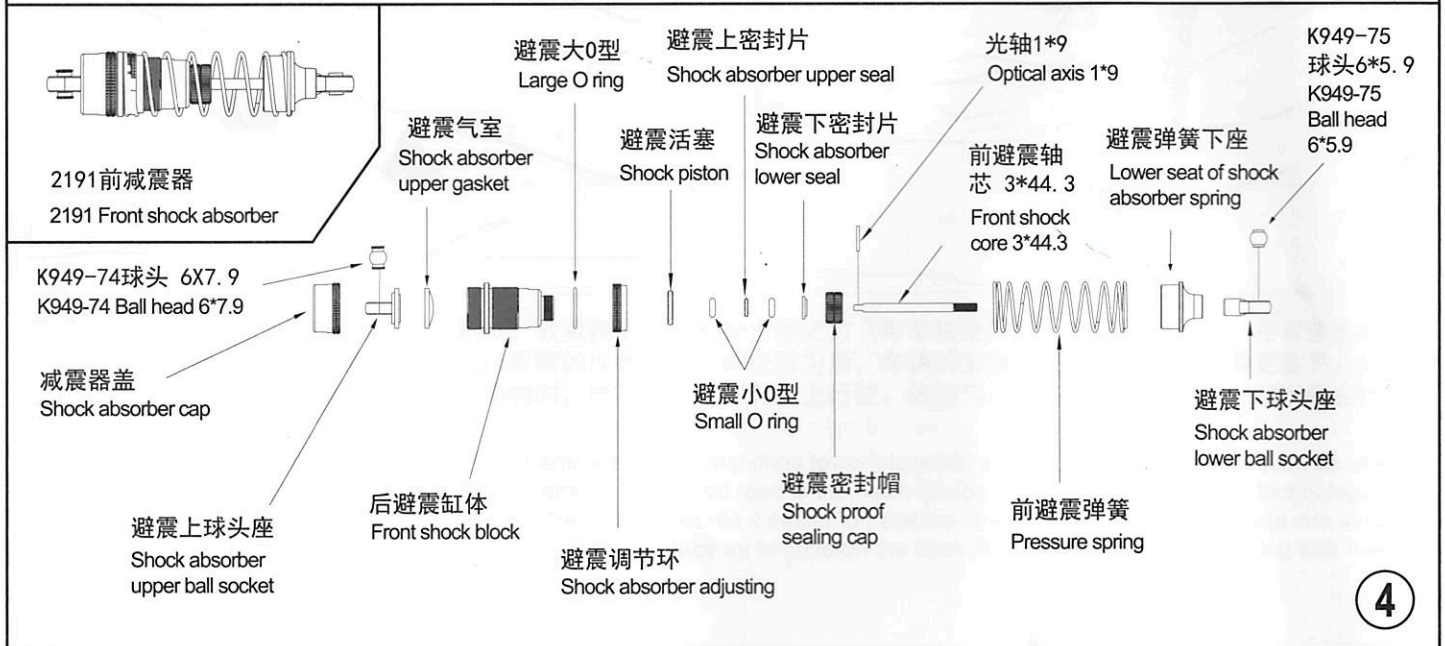 2191前减震器
2191 Front shock absorber
K949-74球头 6X7.9
K949-74 Ball head 6*7.9
减震器盖
Shock absorber cap
避震上球头座
Shock absorber
upper ball socket
避震气室
Shock absorber
upper gasket
后避震缸体
Front shock block
避震大O型
Large O ring
避震调节环
Shock absorber adjusting
避震活塞
Shock piston
避震上密封片
Shock absorber upper seal
避震小O型
Small O ring
避震下密封片
Shock absorber
lower seal
避震密封帽
Shock proof
sealing cap
光轴1*9
Optical axis 1*9
前避震轴
芯 3*44.3
Front shock
core 3*44.3
前避震弹簧
Pressure spring
避震弹簧下座
Lower seat of shock
absorber spring
K949-75
球头6*5.9
K949-75
Ball head
6*5.9
避震下球头座
Shock absorber
lower ball socket
4